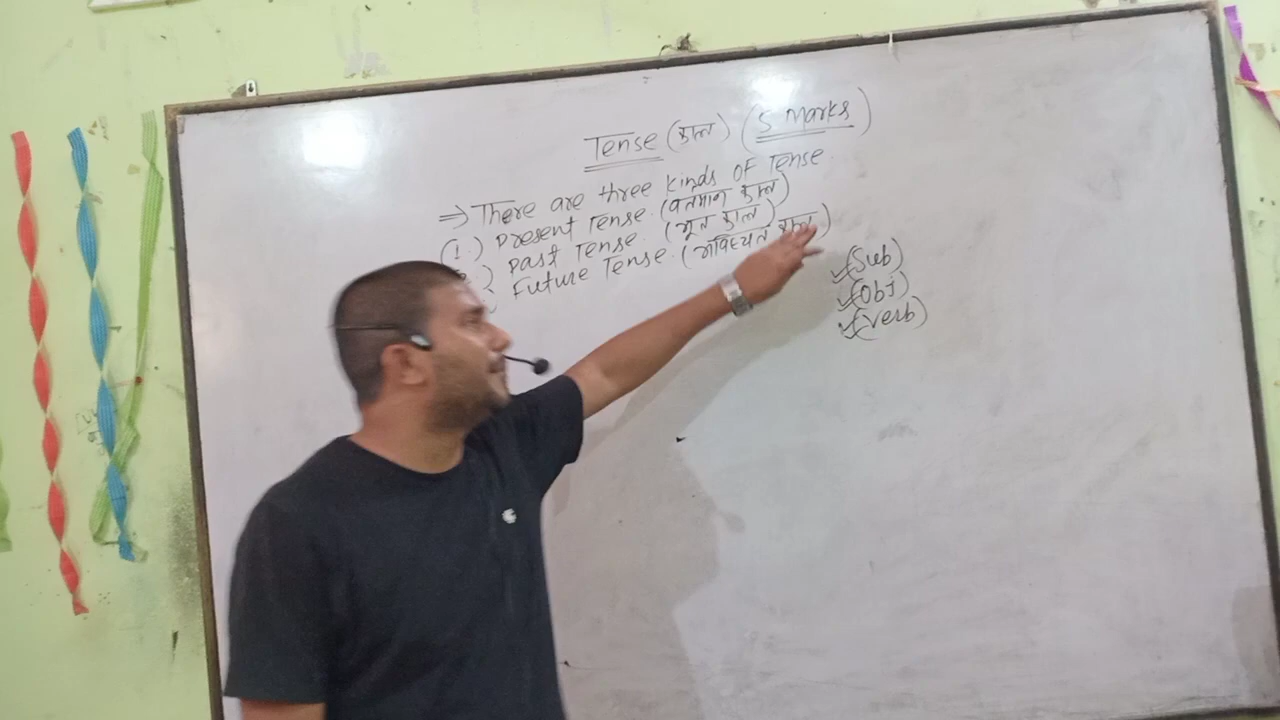 Tense (काल) (5 Marks)
⇒ There are three kinds of Tense
(1.) Present Tense. (वर्तमान काल)
2.) Past Tense. (भूत काल)
Future Tense. (भविष्यत काल)
(Sub)
(Obj)
(Verb)